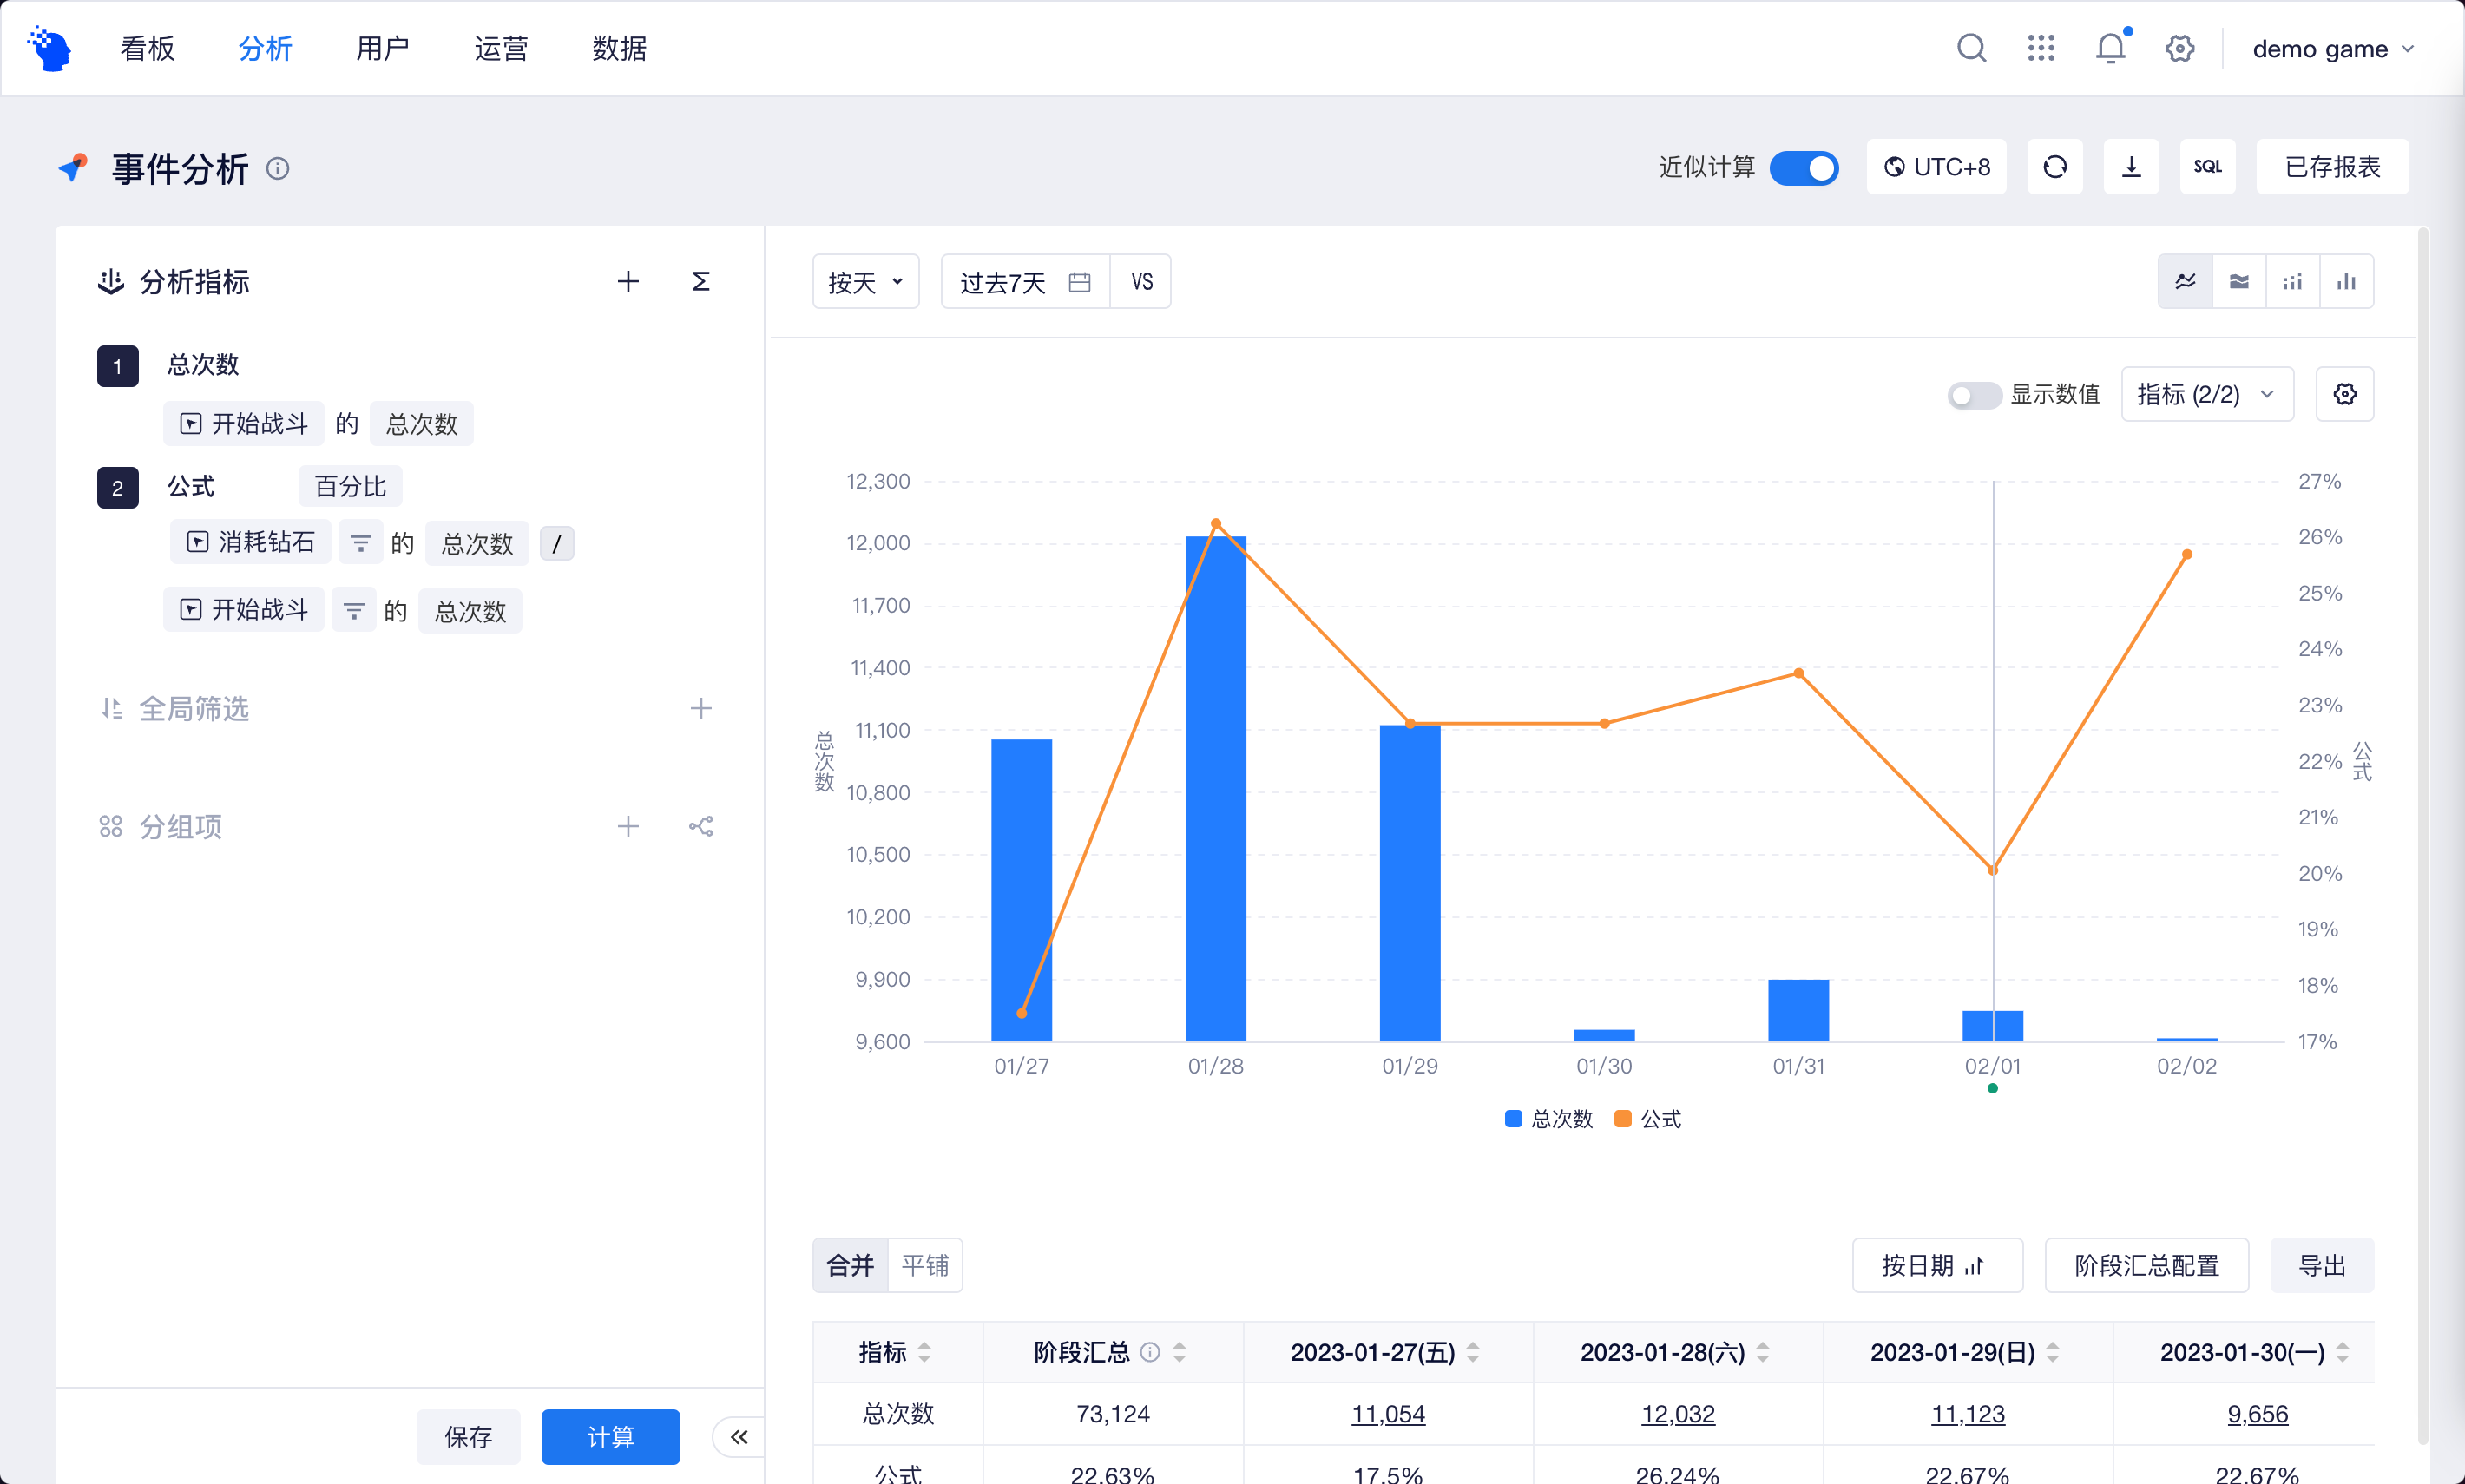 看板 分析 用户 运营 数据 demo game
事件分析 近似计算 UTC+8 SQL 已存报表
分析指标 Σ
1 总次数
开始战斗 的 总次数
2 公式 百分比
消耗钻石 的 总次数 /
开始战斗 的 总次数
全局筛选
分组项
保存 计算
按天 过去7天 VS
显示数值 指标 (2/2)
12,300 27%
12,000 26%
11,700 25%
11,400 24%
11,100 23%
10,800 22%
10,500 21%
10,200 20%
9,900 19%
9,600 18%
17%
总次数
公式
01/27 01/28 01/29 01/30 01/31 02/01 02/02
总次数 公式
合并 平铺 按日期 阶段汇总配置 导出
指标 阶段汇总 2023-01-27(五) 2023-01-28(六) 2023-01-29(日) 2023-01-30(一)
总次数 73,124 11,054 12,032 11,123 9,656
公式 22.63% 17.5% 26.24% 22.67% 22.67%